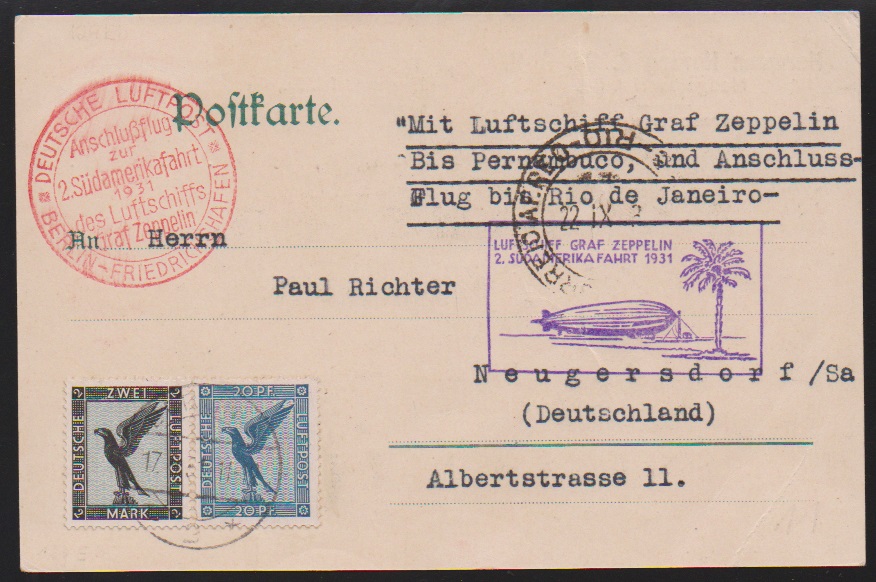 Postkarte.
DEUTSCHE LUFTPOST
Anschlußflug
zur
2.Südamerikafahrt
1931
des Luftschiffs
Graf Zeppelin
BERLIN-FRIEDRICHSHAFEN
"Mit Luftschiff Graf Zeppelin
Bis Pernambuco, und Anschluss-
Flug bis Rio de Janeiro-
22 IX
LUFTSCHIFF GRAF ZEPPELIN
2. SÜDAMERIKAFAHRT 1931
An Herrn
Paul Richter
Neugersdorf /Sa
(Deutschland)
Albertstrasse 11.
ZWEI
DEUTSCHE
LUFTPOST
MARK
17
20 PF.
DEUTSCHE
LUFTPOST
20 PF.